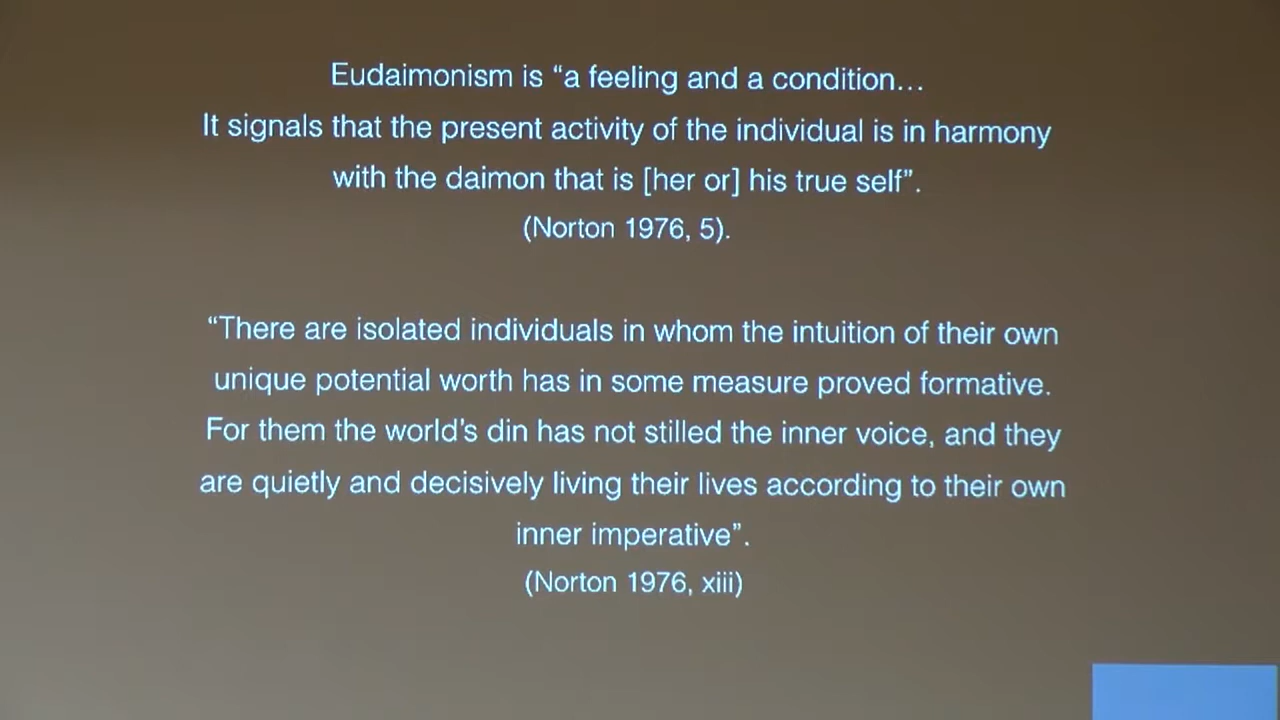 Eudaimonism is “a feeling and a condition…
It signals that the present activity of the individual is in harmony
with the daimon that is [her or] his true self”.
(Norton 1976, 5).
“There are isolated individuals in whom the intuition of their own
unique potential worth has in some measure proved formative.
For them the world’s din has not stilled the inner voice, and they
are quietly and decisively living their lives according to their own
inner imperative”.
(Norton 1976, xiii)